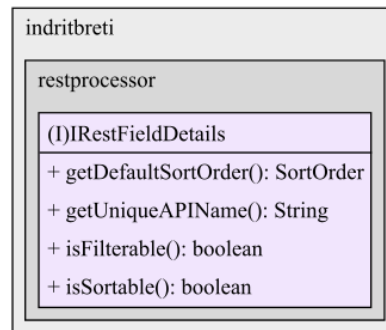 indritbreti
restprocessor
(I)IRestFieldDetails
+ getDefaultSortOrder(): SortOrder
+ getUniqueAPIName(): String
+ isFilterable(): boolean
+ isSortable(): boolean